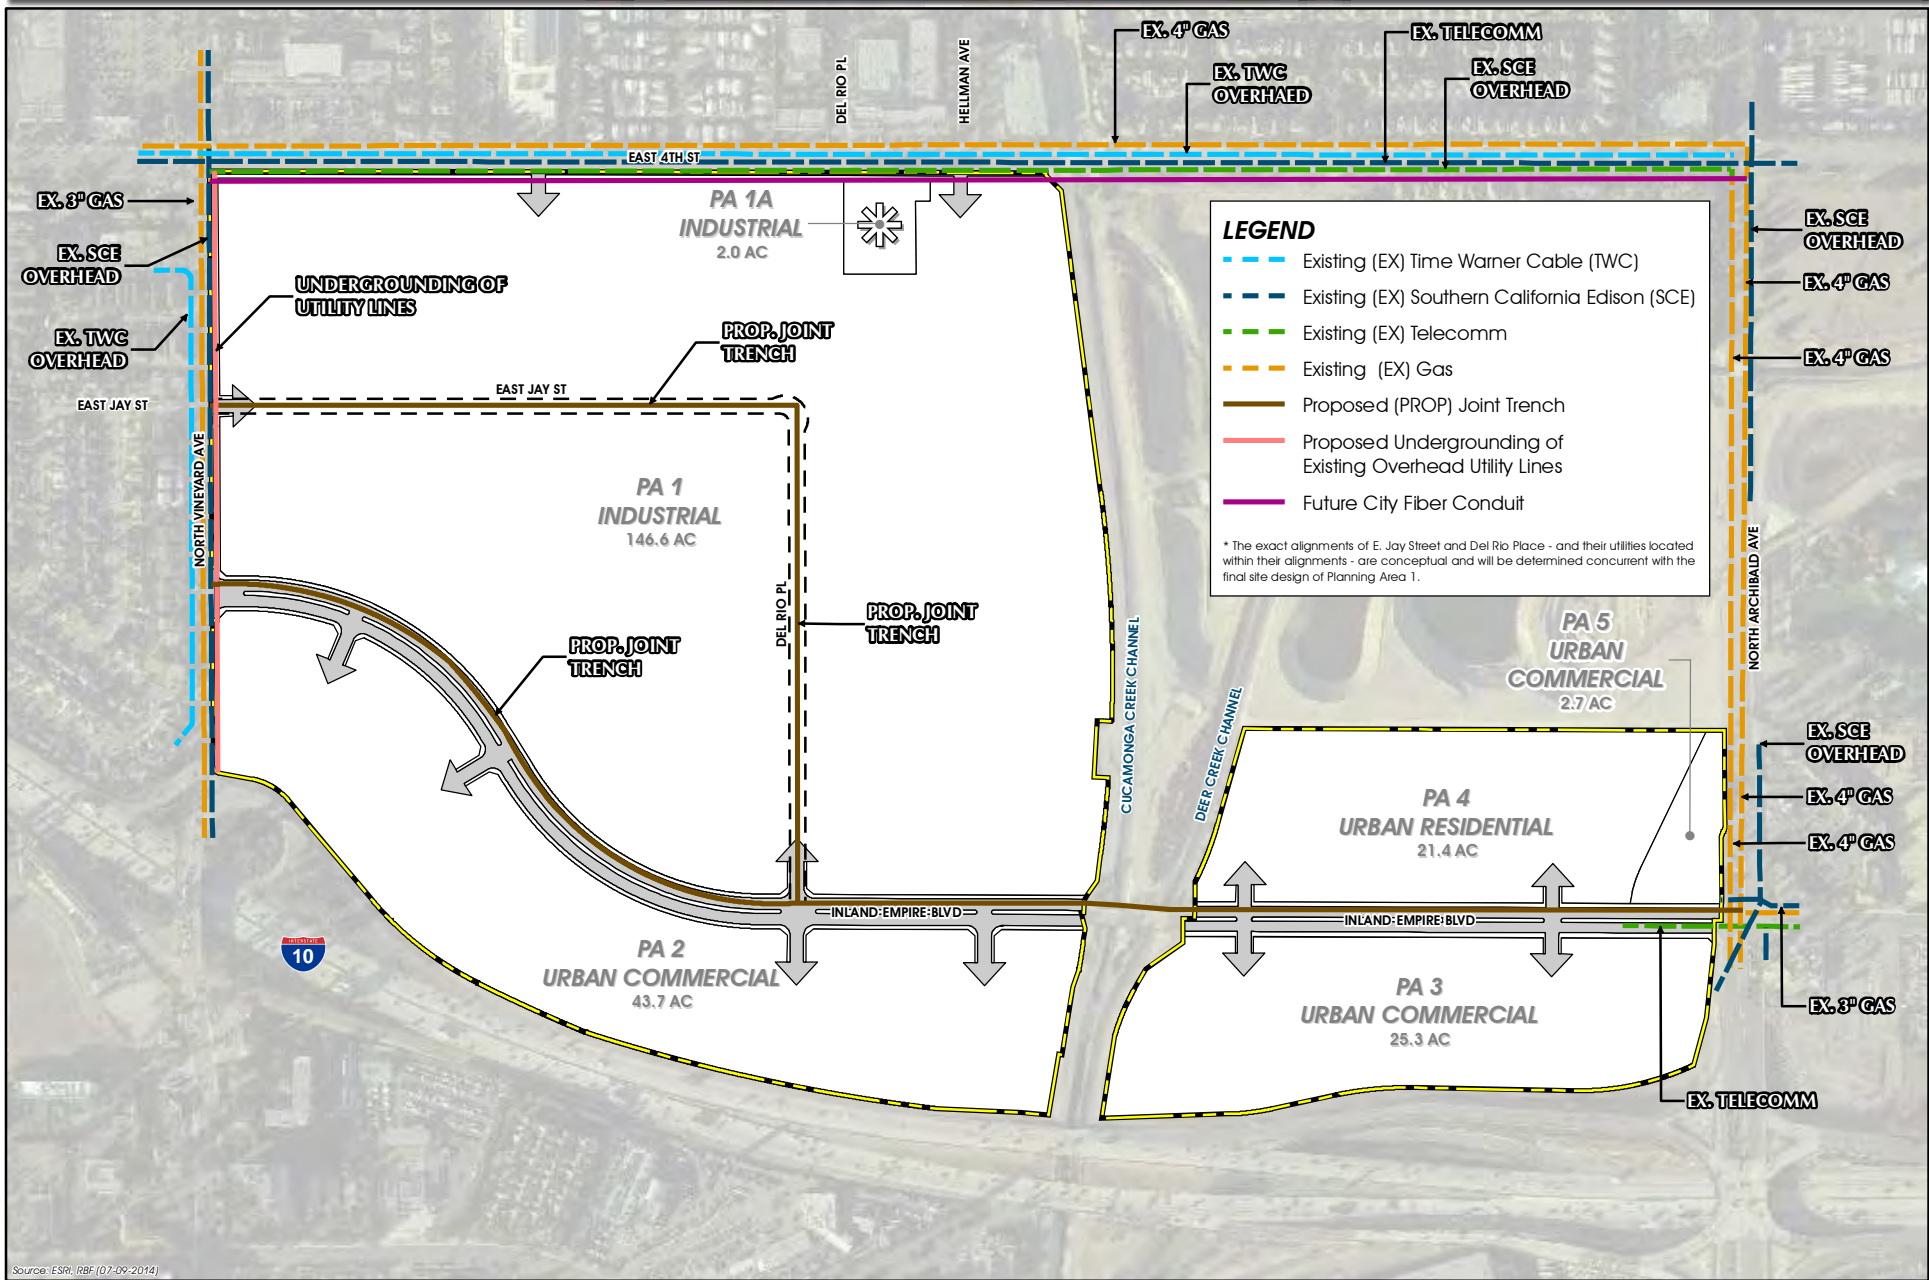 EX. 4" GAS
EX. TELECOMM
EX. TWC
OVERHAED
EX. SCE
OVERHEAD
DEL RIO PL
HELLMAN AVE
EAST 4TH ST
EX. 3" GAS
EX. SCE
OVERHEAD
EX. TWC
OVERHEAD
UNDERGROUNDING OF
UTILITY LINES
PA 1A
INDUSTRIAL
2.0 AC
PROP. JOINT
TRENCH
EAST JAY ST
EAST JAY ST
NORTH VINEYARD AVE
PA 1
INDUSTRIAL
146.6 AC
DEL RIO PL
PROP. JOINT
TRENCH
PROP. JOINT
TRENCH
LEGEND
Existing (EX) Time Warner Cable (TWC)
Existing (EX) Southern California Edison (SCE)
Existing (EX) Telecomm
Existing (EX) Gas
Proposed (PROP) Joint Trench
Proposed Undergrounding of
Existing Overhead Utility Lines
Future City Fiber Conduit
* The exact alignments of E. Jay Street and Del Rio Place - and their utilities located
within their alignments - are conceptual and will be determined concurrent with the
final site design of Planning Area 1.
EX. SCE
OVERHEAD
EX. 4" GAS
EX. 4" GAS
NORTH ARCHIBALD AVE
CUCAMONGA CREEK CHANNEL
DEER CREEK CHANNEL
PA 5
URBAN
COMMERCIAL
2.7 AC
EX. SCE
OVERHEAD
EX. 4" GAS
EX. 4" GAS
PA 4
URBAN RESIDENTIAL
21.4 AC
INLAND EMPIRE BLVD
INLAND EMPIRE BLVD
INTERSTATE
10
PA 2
URBAN COMMERCIAL
43.7 AC
PA 3
URBAN COMMERCIAL
25.3 AC
EX. 3" GAS
EX. TELECOMM
Source: ESRI, RBF (07-09-2014)